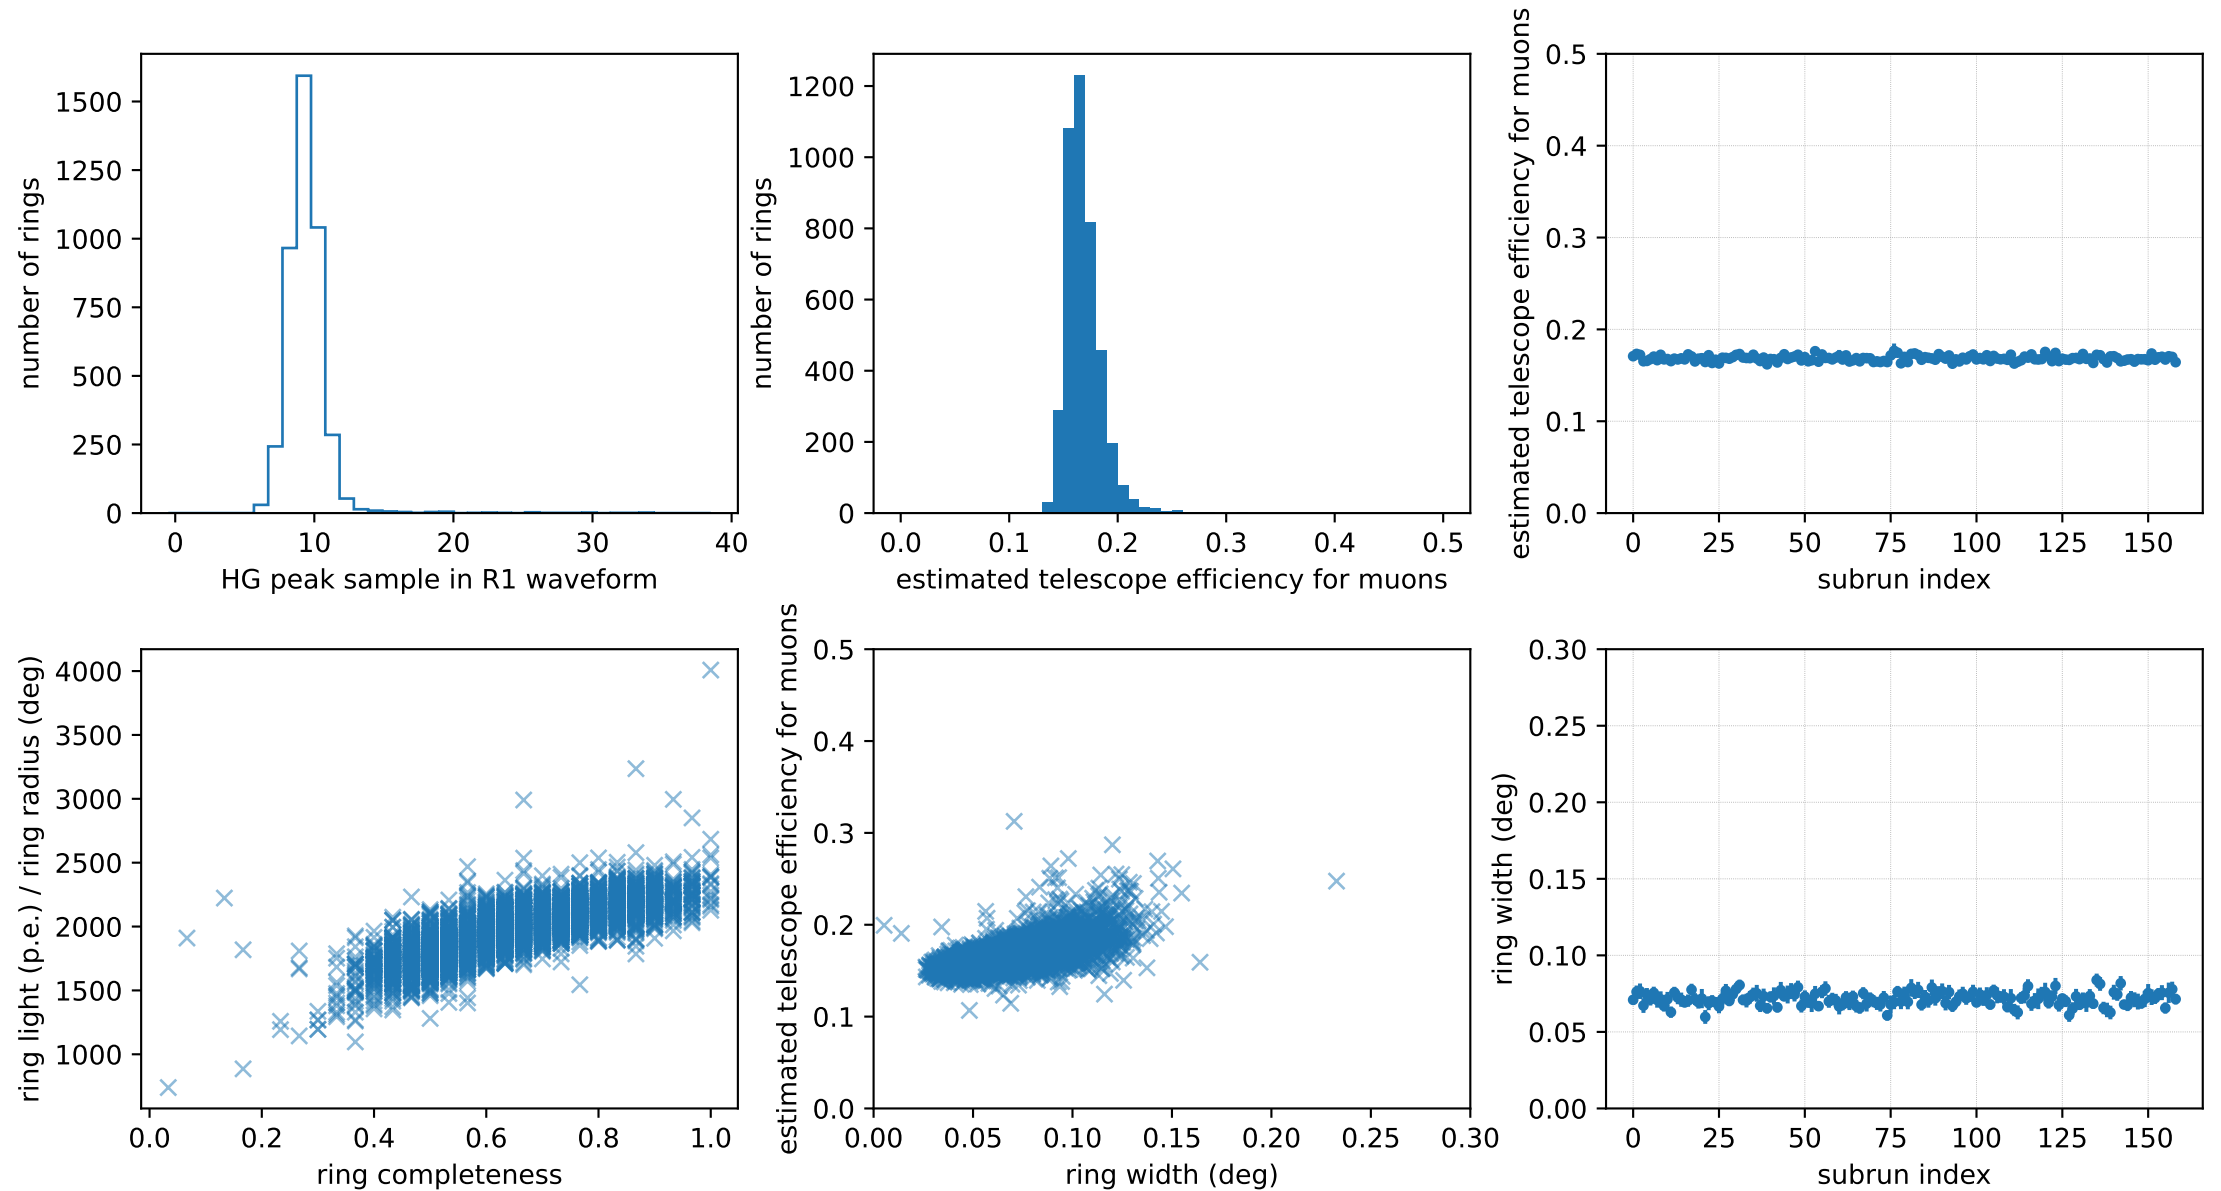 1500
1250
1000
750
500
250
0
number of rings
0 10 20 30 40
HG peak sample in R1 waveform
1200
1000
800
600
400
200
0
number of rings
0.0 0.1 0.2 0.3 0.4 0.5
estimated telescope efficiency for muons
0.5
0.4
0.3
0.2
0.1
0.0
estimated telescope efficiency for muons
0 25 50 75 100 125 150
subrun index
4000
3500
3000
2500
2000
1500
1000
ring light (p.e.) / ring radius (deg)
0.0 0.2 0.4 0.6 0.8 1.0
ring completeness
0.5
0.4
0.3
0.2
0.1
0.0
estimated telescope efficiency for muons
0.00 0.05 0.10 0.15 0.20 0.25 0.30
ring width (deg)
0.30
0.25
0.20
0.15
0.10
0.05
0.00
ring width (deg)
0 25 50 75 100 125 150
subrun index